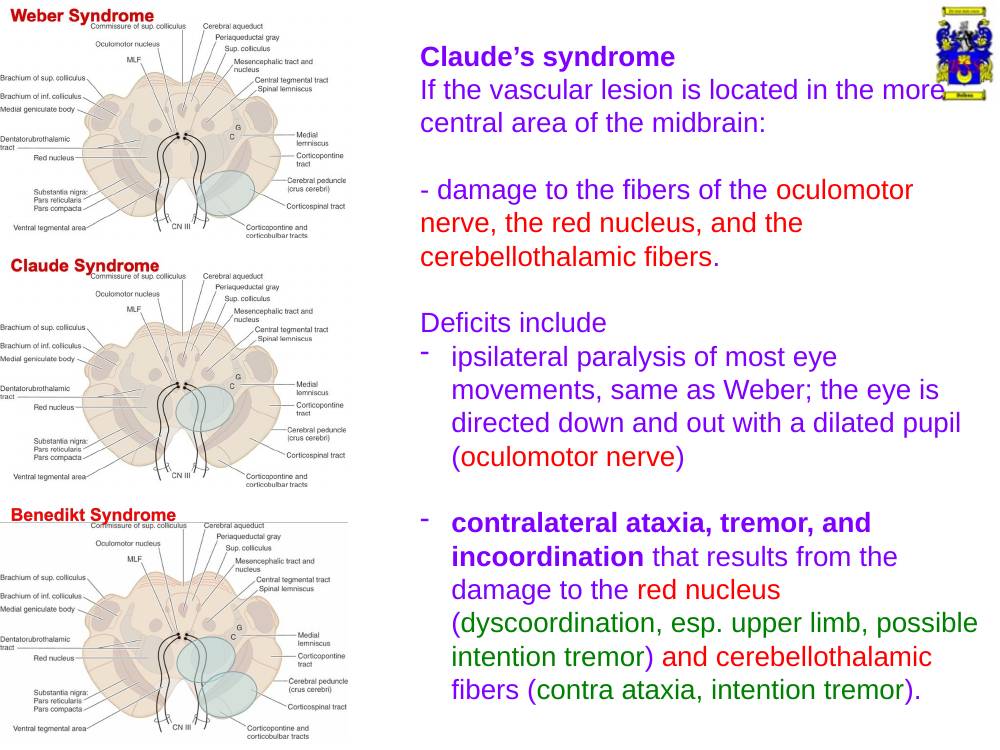 Weber Syndrome
Commissure of sup. colliculus
Cerebral aqueduct
Oculomotor nucleus
Periaqueductal gray
Sup. colliculus
MLF
Mesencephalic tract and
nucleus
Brachium of sup. colliculus
Central tegmental tract
Spinal lemniscus
Brachium of inf. colliculus
Medial geniculate body
G
C
Dentatorubrothalamic
tract
Medial
lemniscus
Red nucleus
Corticopontine
tract
Substantia nigra:
Pars reticularis
Pars compacta
Cerebral peduncle
(crus cerebri)
Corticospinal tract
Ventral tegmental area
CN III
Corticopontine and
corticobulbar tracts
Claude Syndrome
Commissure of sup. colliculus
Cerebral aqueduct
Oculomotor nucleus
Periaqueductal gray
Sup. colliculus
MLF
Mesencephalic tract and
nucleus
Brachium of sup. colliculus
Central tegmental tract
Spinal lemniscus
Brachium of inf. colliculus
Medial geniculate body
G
C
Dentatorubrothalamic
tract
Medial
lemniscus
Red nucleus
Corticopontine
tract
Substantia nigra:
Pars reticularis
Pars compacta
Cerebral peduncle
(crus cerebri)
Corticospinal tract
Ventral tegmental area
CN III
Corticopontine and
corticobulbar tracts
Benedikt Syndrome
Commissure of sup. colliculus
Cerebral aqueduct
Oculomotor nucleus
Periaqueductal gray
Sup. colliculus
MLF
Mesencephalic tract and
nucleus
Brachium of sup. colliculus
Central tegmental tract
Spinal lemniscus
Brachium of inf. colliculus
Medial geniculate body
G
C
Dentatorubrothalamic
tract
Medial
lemniscus
Red nucleus
Corticopontine
tract
Substantia nigra:
Pars reticularis
Pars compacta
Cerebral peduncle
(crus cerebri)
Corticospinal tract
Ventral tegmental area
CN III
Corticopontine and
corticobulbar tracts
Claude’s syndrome
If the vascular lesion is located in the more
central area of the midbrain:
- damage to the fibers of the oculomotor
nerve, the red nucleus, and the
cerebellothalamic fibers.
Deficits include
- ipsilateral paralysis of most eye
movements, same as Weber; the eye is
directed down and out with a dilated pupil
(oculomotor nerve)
- contralateral ataxia, tremor, and
incoordination that results from the
damage to the red nucleus
(dyscoordination, esp. upper limb, possible
intention tremor) and cerebellothalamic
fibers (contra ataxia, intention tremor).